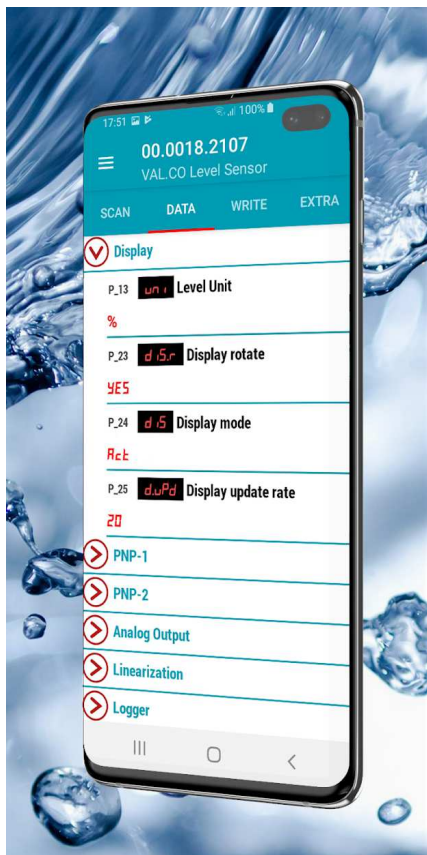 17:51 100%
00.0018.2107
VAL.CO Level Sensor
SCAN DATA WRITE EXTRA
Display
P_13 uni Level Unit
%
P_23 diS.r Display rotate
YES
P_24 diS Display mode
Act
P_25 d.uPd Display update rate
20
PNP-1
PNP-2
Analog Output
Linearization
Logger